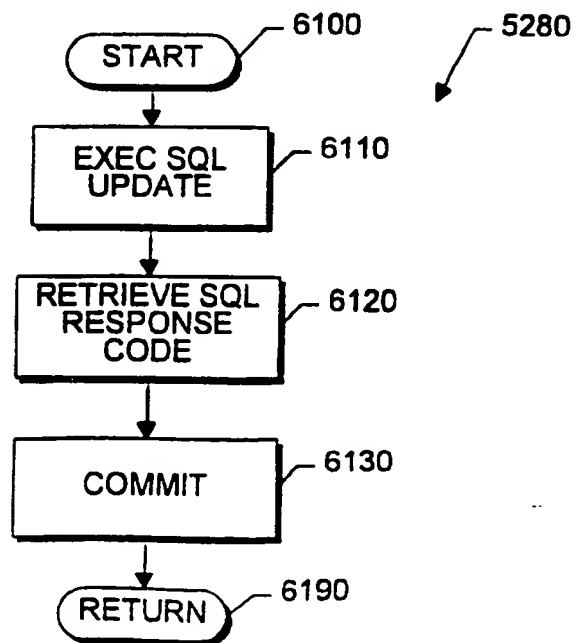 START
6100
5280
EXEC SQL
UPDATE
6110
RETRIEVE SQL
RESPONSE
CODE
6120
COMMIT
6130
RETURN
6190